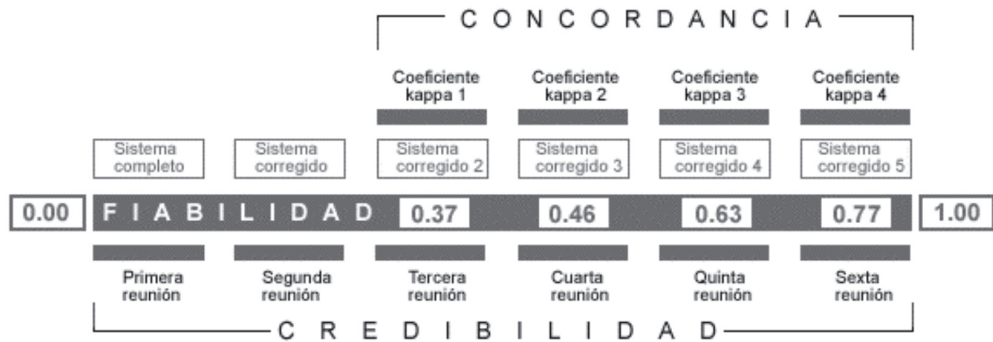 CONCORDANCIA
Coeficiente kappa 1
Coeficiente kappa 2
Coeficiente kappa 3
Coeficiente kappa 4
Sistema completo
Sistema corregido
Sistema corregido 2
Sistema corregido 3
Sistema corregido 4
Sistema corregido 5
0.00 FIABILIDAD 0.37 0.46 0.63 0.77 1.00
Primera reunión
Segunda reunión
Tercera reunión
Cuarta reunión
Quinta reunión
Sexta reunión
CREDIBILIDAD